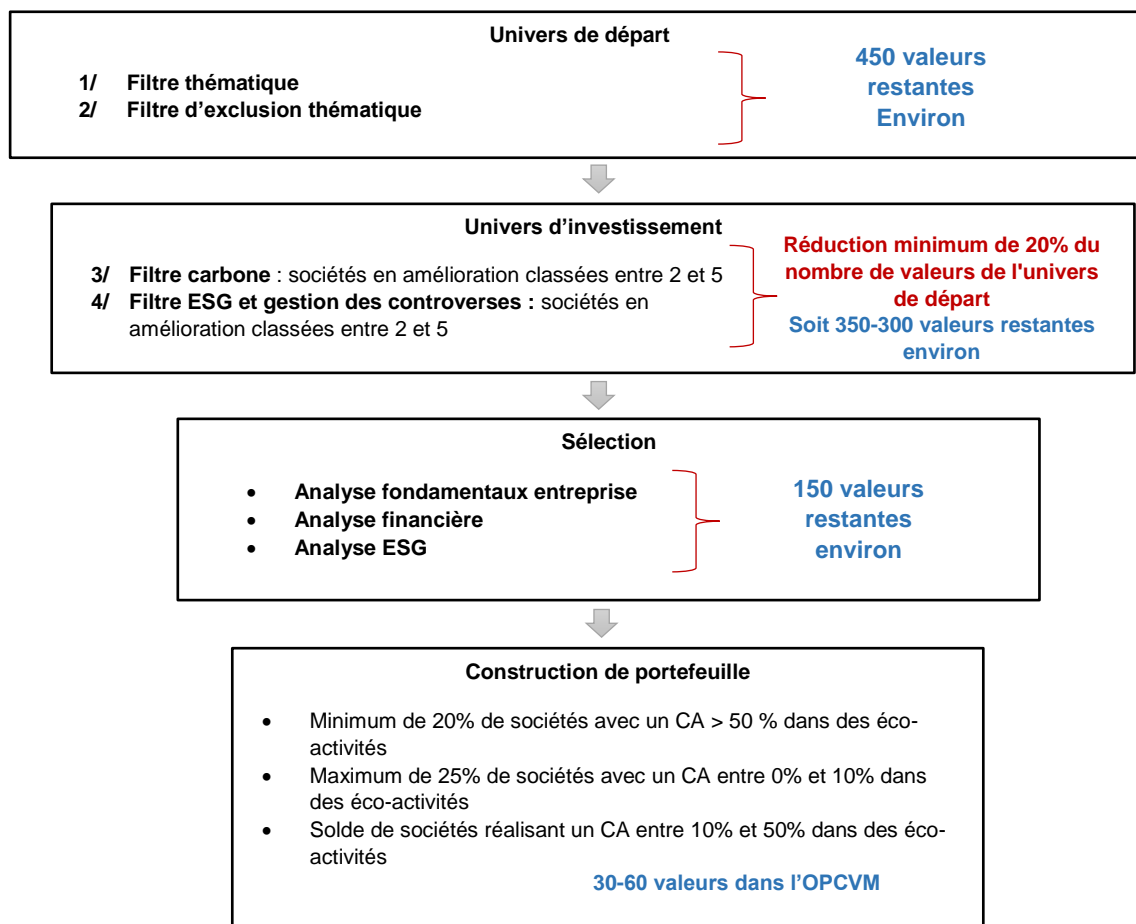 Univers de départ
1/ Filtre thématique
2/ Filtre d'exclusion thématique
450 valeurs
restantes
Environ
Univers d'investissement
3/ Filtre carbone : sociétés en amélioration classées entre 2 et 5
4/ Filtre ESG et gestion des controverses : sociétés en
amélioration classées entre 2 et 5
Réduction minimum de 20% du
nombre de valeurs de l'univers
de départ
Soit 350-300 valeurs restantes
environ
Sélection
• Analyse fondamentaux entreprise
• Analyse financière
• Analyse ESG
150 valeurs
restantes
environ
Construction de portefeuille
• Minimum de 20% de sociétés avec un CA > 50 % dans des éco-
activités
• Maximum de 25% de sociétés avec un CA entre 0% et 10% dans
des éco-activités
• Solde de sociétés réalisant un CA entre 10% et 50% dans des éco-
activités
30-60 valeurs dans l'OPCVM